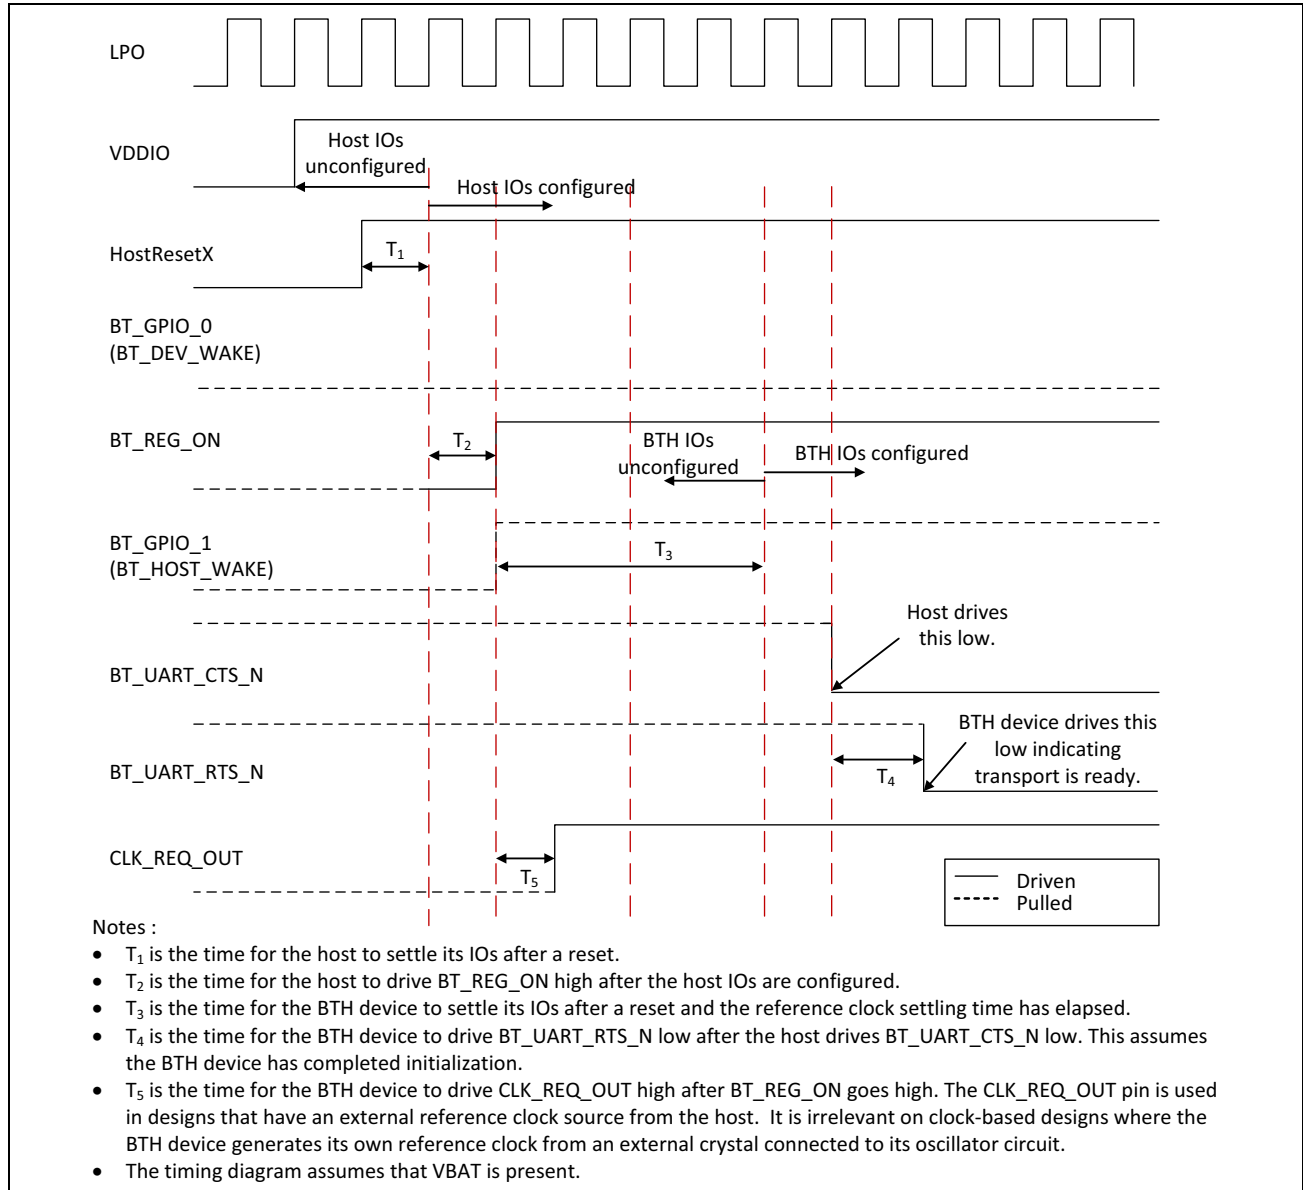 LPO
VDDIO
Host IOs
unconfigured
Host IOs configured
HostResetX
T1
BT_GPIO_0
(BT_DEV_WAKE)
BT_REG_ON
T2
BTH IOs
unconfigured
BTH IOs configured
BT_GPIO_1
(BT_HOST_WAKE)
T3
Host drives
this low.
BT_UART_CTS_N
BTH device drives this
low indicating
transport is ready.
BT_UART_RTS_N
T4
CLK_REQ_OUT
T5
Driven
Pulled
Notes :
• T1 is the time for the host to settle its IOs after a reset.
• T2 is the time for the host to drive BT_REG_ON high after the host IOs are configured.
• T3 is the time for the BTH device to settle its IOs after a reset and the reference clock settling time has elapsed.
• T4 is the time for the BTH device to drive BT_UART_RTS_N low after the host drives BT_UART_CTS_N low. This assumes
the BTH device has completed initialization.
• T5 is the time for the BTH device to drive CLK_REQ_OUT high after BT_REG_ON goes high. The CLK_REQ_OUT pin is used
in designs that have an external reference clock source from the host. It is irrelevant on clock-based designs where the
BTH device generates its own reference clock from an external crystal connected to its oscillator circuit.
• The timing diagram assumes that VBAT is present.